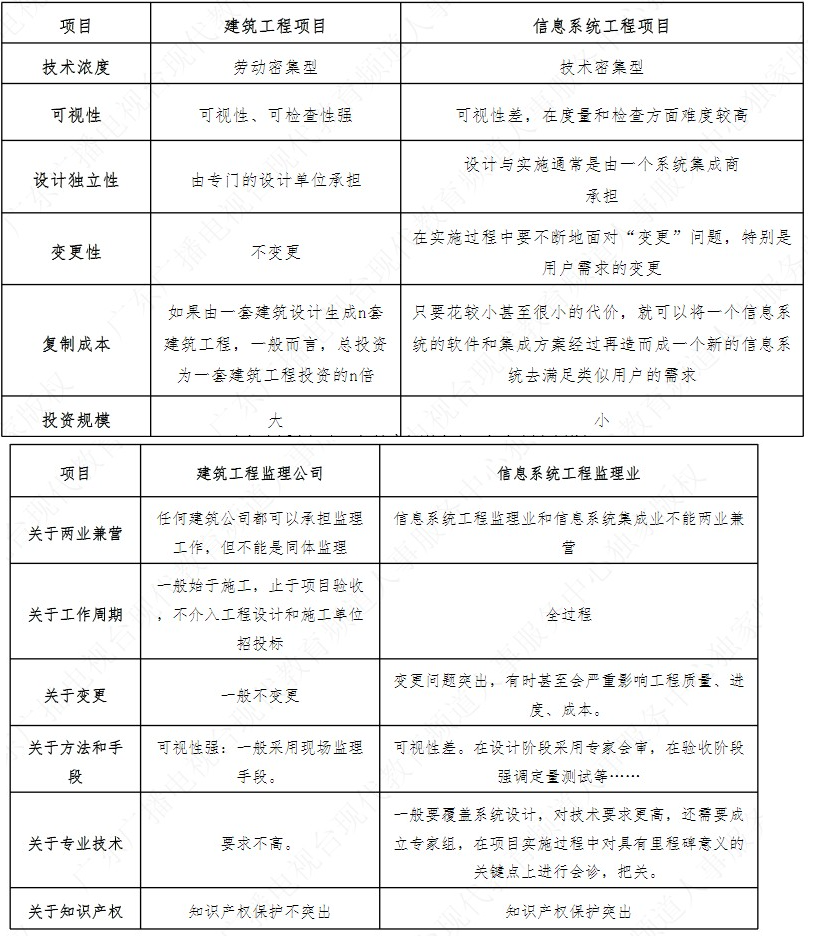 项目 建筑工程项目 信息系统工程项目
技术浓度 劳动密集型 技术密集型
可视性 可视性、可检查性强 可视性差，在度量和检查方面难度较高
设计独立性 由专门的设计单位承担 设计与实施通常是由一个系统集成商
承担
变更性 不变更 在实施过程中要不断地面对“变更”问题，特别是
用户需求的变更
复制成本 如果由一套建筑设计生成n套
建筑工程，一般而言，总投资
为一套建筑工程投资的n倍
只要花较小甚至很小的代价，就可以将一个信息系
统的软件和集成方案经过再造而成一个新的信息系
统去满足类似用户的需求
投资规模 大 小
项目 建筑工程监理公司 信息系统工程监理业
关于两业兼营 任何建筑公司都可以承担监理
工作，但不能是同体监理
信息系统工程监理业和信息系统集成业不能两业兼
营
关于工作周期 一般始于施工，止于项目验收
，不介入工程设计和施工单位
招投标
全过程
关于变更 一般不变更 变更问题突出，有时甚至会严重影响工程质量、进
度、成本。
关于方法和手
段
可视性强：一般采用现场监理
手段。
可视性差。在设计阶段采用专家会审，在验收阶段
强调定量测试等……
关于专业技术 要求不高。 一般要覆盖系统设计，对技术要求更高，还需要成
立专家组，在项目实施过程中对具有里程碑意义的
关键点上进行会诊，把关。
关于知识产权 知识产权保护不突出 知识产权保护突出